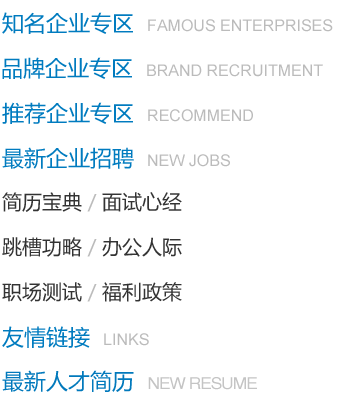 知名企业专区 FAMOUS ENTERPRISES
品牌企业专区 BRAND RECRUITMENT
推荐企业专区 RECOMMEND
最新企业招聘 NEW JOBS
简历宝典 / 面试心经
跳槽功略 / 办公人际
职场测试 / 福利政策
友情链接 LINKS
最新人才简历 NEW RESUME